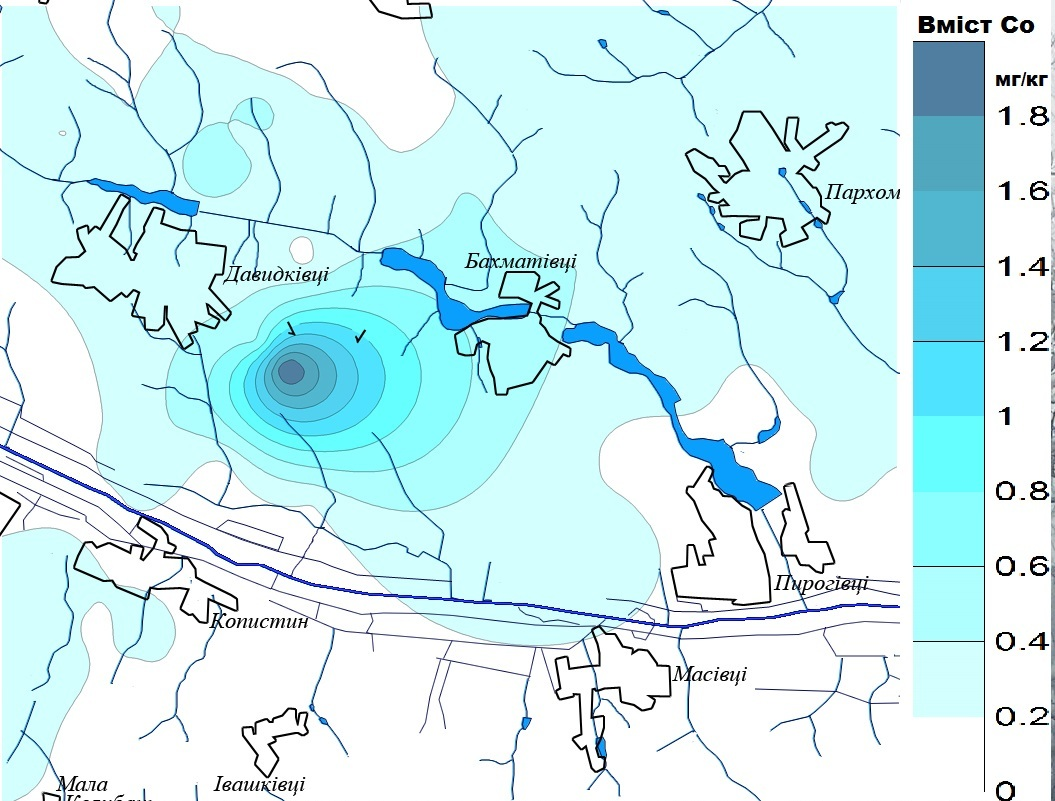 Вміст Co
мг/кг
1.8
1.6
1.4
1.2
1
0.8
0.6
0.4
0.2
0
Пархом
Бахматівці
Давидківці
Пирогівці
Копистин
Масівці
Івашківці
Мала